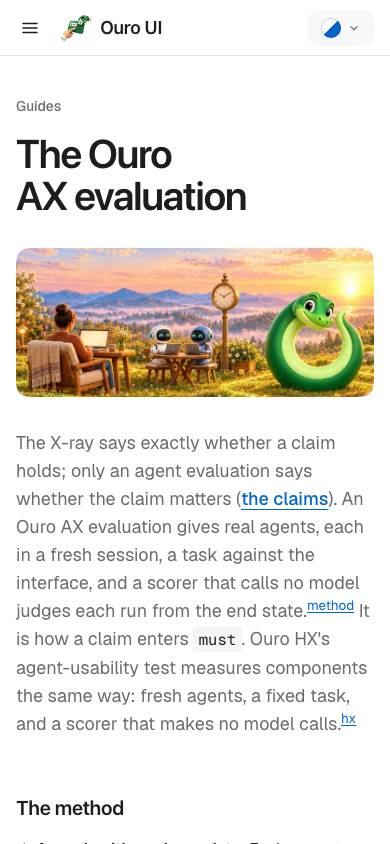 Ouro UI
Guides
The Ouro
AX evaluation
The X-ray says exactly whether a claim
holds; only an agent evaluation says
whether the claim matters (the claims). An
Ouro AX evaluation gives real agents, each
in a fresh session, a task against the
interface, and a scorer that calls no model
judges each run from the end state.method It
is how a claim enters must. Ouro HX's
agent-usability test measures components
the same way: fresh agents, a fixed task,
and a scorer that makes no model calls.hx
The method